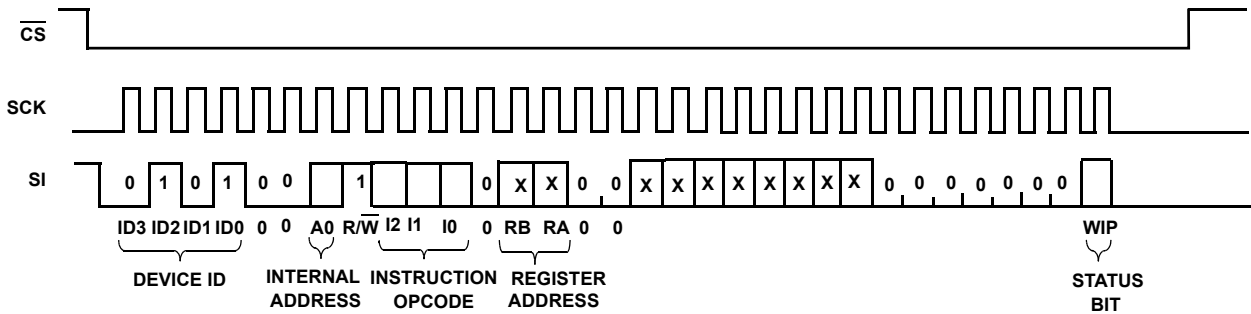 CS
SCK
SI
0 1 0 1 0 0 1 0 X X 0 0 X X X X X X X X 0 0 0 0 0 0 0
ID3 ID2 ID1 ID0 0 0 A0 R/W I2 I1 I0 0 RB RA 0 0 WIP
DEVICE ID INTERNAL ADDRESS INSTRUCTION OPCODE REGISTER ADDRESS STATUS BIT